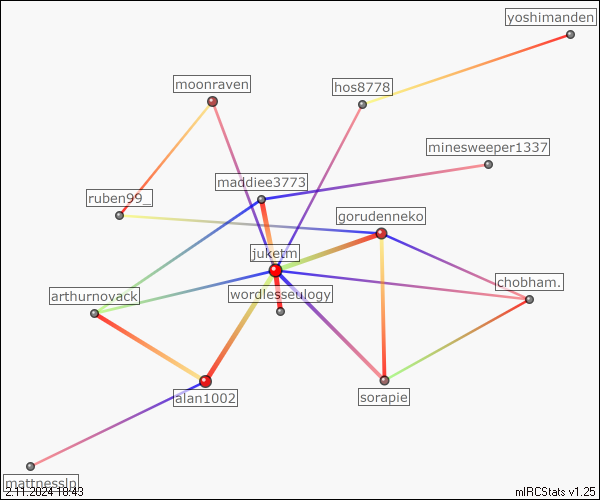 yoshimanden
moonraven
hos8778
minesweeper1337
maddiee3773
ruben99_
gorudenneko
juketm
chobham.
arthurnovack
wordlesseulogy
alan1002
sorapie
mattnessln
2.11.2024 18:43
mIRCStats v1.25